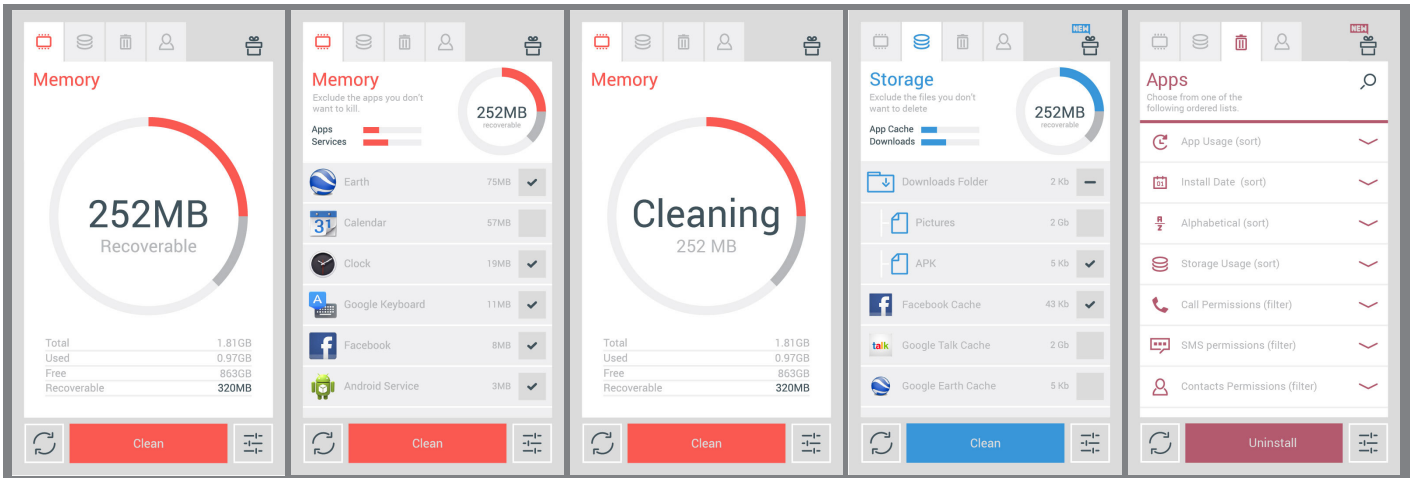 Memory
252MB
Recoverable
Total 1.81GB
Used 0.97GB
Free 863GB
Recoverable 320MB
Clean
Memory
Exclude the apps you don't
want to kill.
Apps
Services
252MB
recoverable
Earth 75MB
31
Calendar 57MB
Clock 19MB
A
Google Keyboard 11MB
f
Facebook 8MB
Android Service 3MB
Clean
Memory
Cleaning
252 MB
Total 1.81GB
Used 0.97GB
Free 863GB
Recoverable 320MB
Clean
NEW
Storage
Exclude the files you don't
want to delete
App Cache
Downloads
252MB
recoverable
Downloads Folder 2 Kb
Pictures 2 Gb
APK 5 Kb
f
Facebook Cache 43 Kb
talk
Google Talk Cache 2 Gb
Google Earth Cache 5 Kb
Clean
NEW
Apps
Choose from one of the
following ordered lists.
App Usage (sort)
01
Install Date (sort)
A
Z
Alphabetical (sort)
Storage Usage (sort)
Call Permissions (filter)
SMS permissions (filter)
Contacts Permissions (filter)
Uninstall